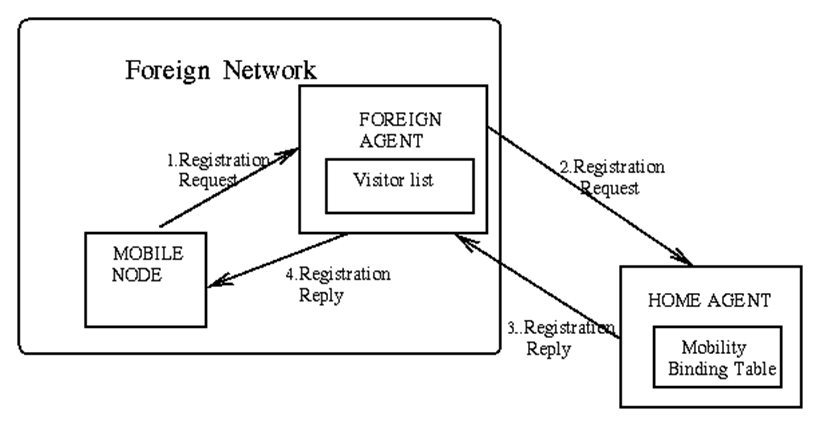 Foreign Network
FOREIGN
AGENT
Visitor list
1.Registration
Request
2.Registration
Request
MOBILE
NODE
4.Registration
Reply
HOME AGENT
3..Registration
Reply
Mobility
Binding Table